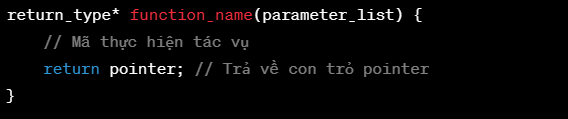 return_type* function_name(parameter_list) {
// Mã thực hiện tác vụ
return pointer; // Trả về con trỏ pointer
}